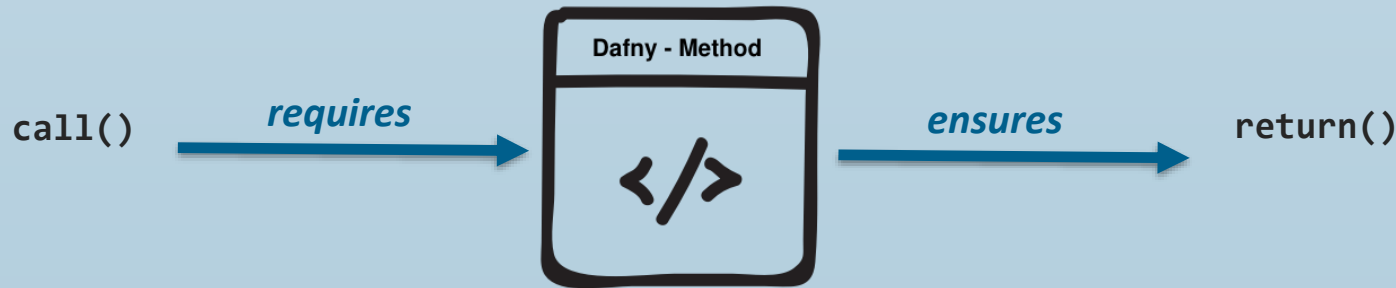 Dafny - Method
call()
requires
</>
ensures
return()